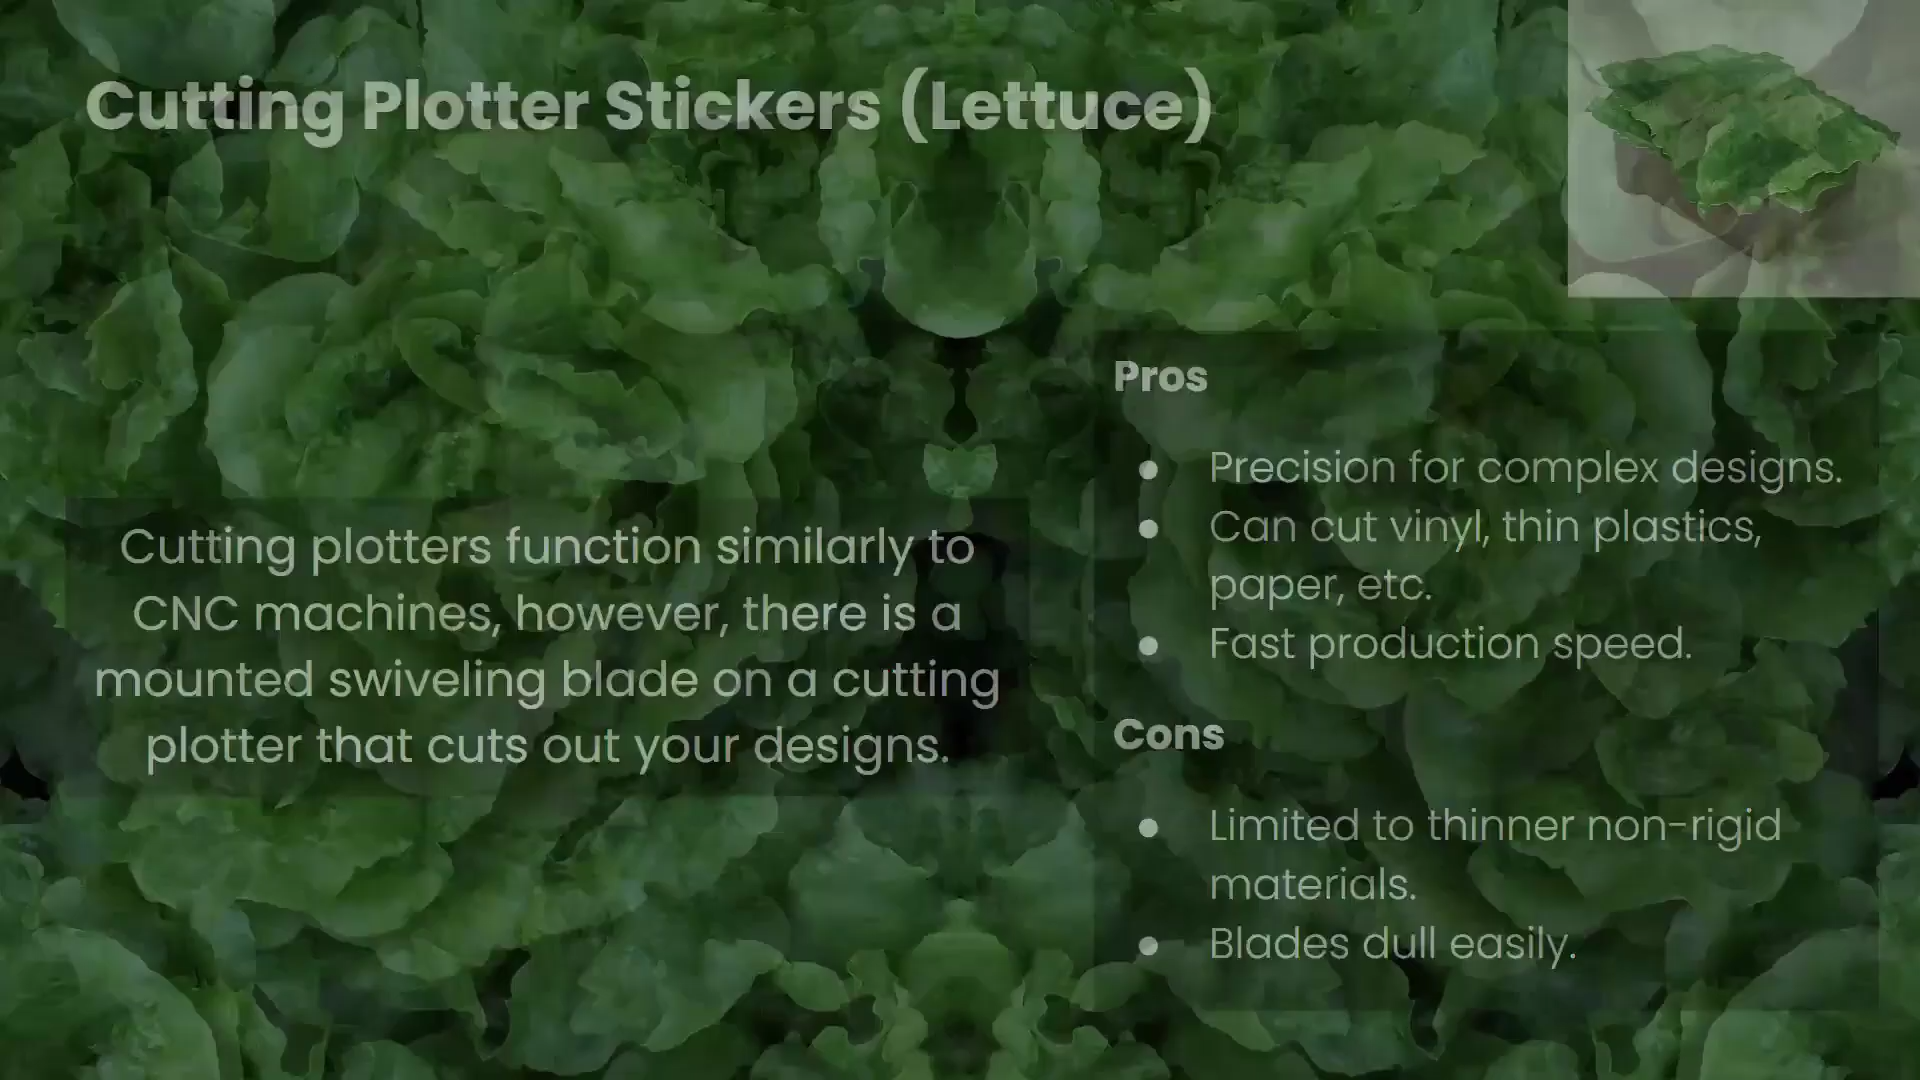 Cutting Plotter Stickers (Lettuce)
Cutting plotters function similarly to
CNC machines, however, there is a
mounted swiveling blade on a cutting
plotter that cuts out your designs.
Pros
● Precision for complex designs.
● Can cut vinyl, thin plastics,
paper, etc.
● Fast production speed.
Cons
● Limited to thinner non-rigid
materials.
● Blades dull easily.